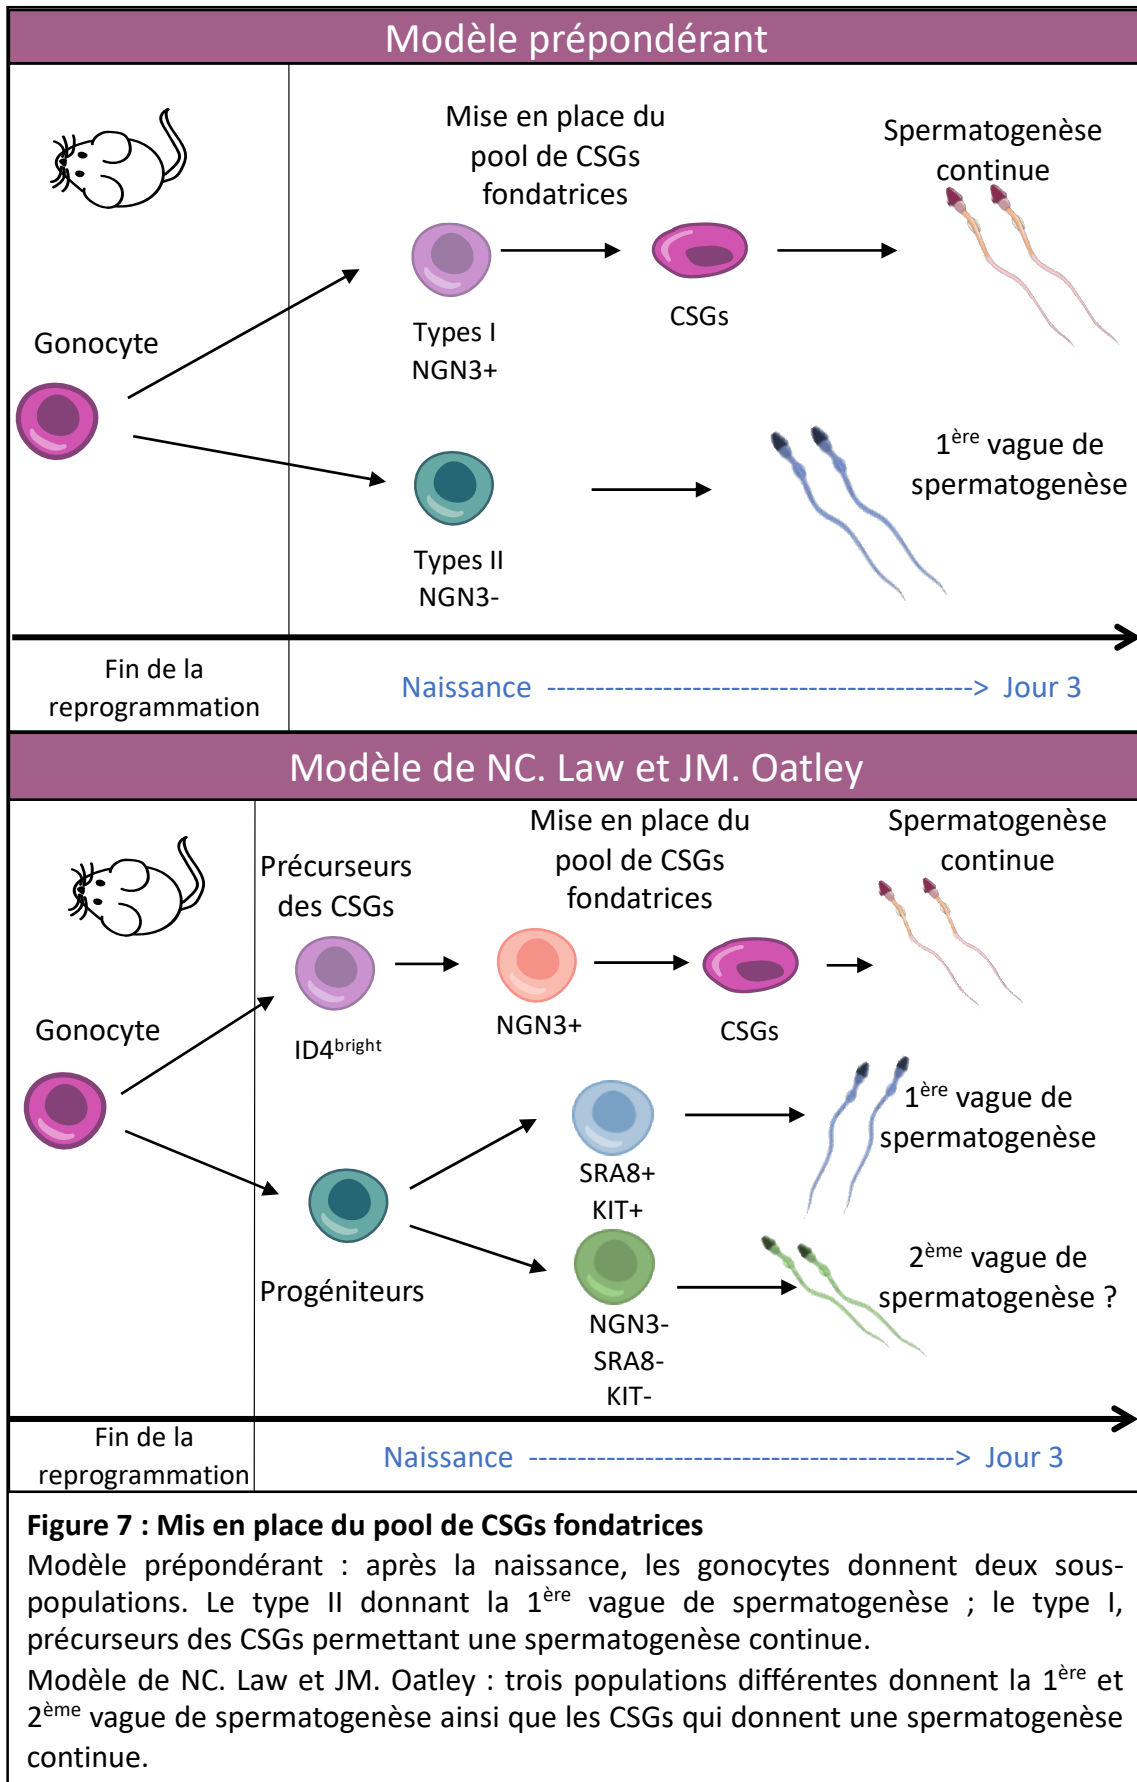 Modèle prépondérant
Mise en place du
pool de CSGs
fondatrices
Spermatogenèse
continue
Gonocyte
Types I
NGN3+
CSGs
1ère vague de
spermatogenèse
Types II
NGN3-
Fin de la
reprogrammation
Naissance --------------------------------------------> Jour 3
Modèle de NC. Law et JM. Oatley
Précurseurs
des CSGs
Mise en place du
pool de CSGs
fondatrices
Spermatogenèse
continue
Gonocyte
ID4bright
NGN3+
CSGs
1ère vague de
spermatogenèse
SRA8+
KIT+
Progéniteurs
2ème vague de
spermatogenèse ?
NGN3-
SRA8-
KIT-
Fin de la
reprogrammation
Naissance --------------------------------------------> Jour 3
Figure 7 : Mis en place du pool de CSGs fondatrices
Modèle prépondérant : après la naissance, les gonocytes donnent deux sous-
populations. Le type II donnant la 1ère vague de spermatogenèse ; le type I,
précurseurs des CSGs permettant une spermatogenèse continue.
Modèle de NC. Law et JM. Oatley : trois populations différentes donnent la 1ère et
2ème vague de spermatogenèse ainsi que les CSGs qui donnent une spermatogenèse
continue.